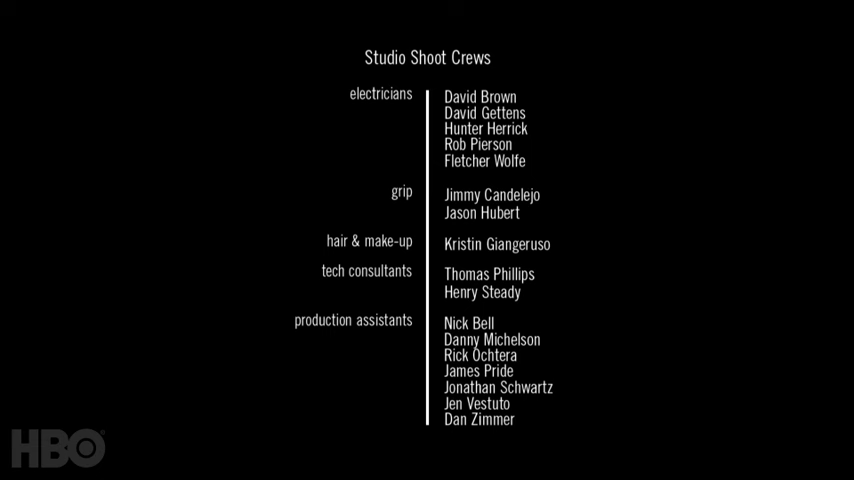 Studio Shoot Crews
electricians David Brown
David Gettens
Hunter Herrick
Rob Pierson
Fletcher Wolfe
grip Jimmy Candelejo
Jason Hubert
hair & make-up Kristin Giangeruso
tech consultants Thomas Phillips
Henry Steady
production assistants Nick Bell
Danny Michelson
Rick Ochtera
James Pride
Jonathan Schwartz
Jen Vestuto
Dan Zimmer
HBO